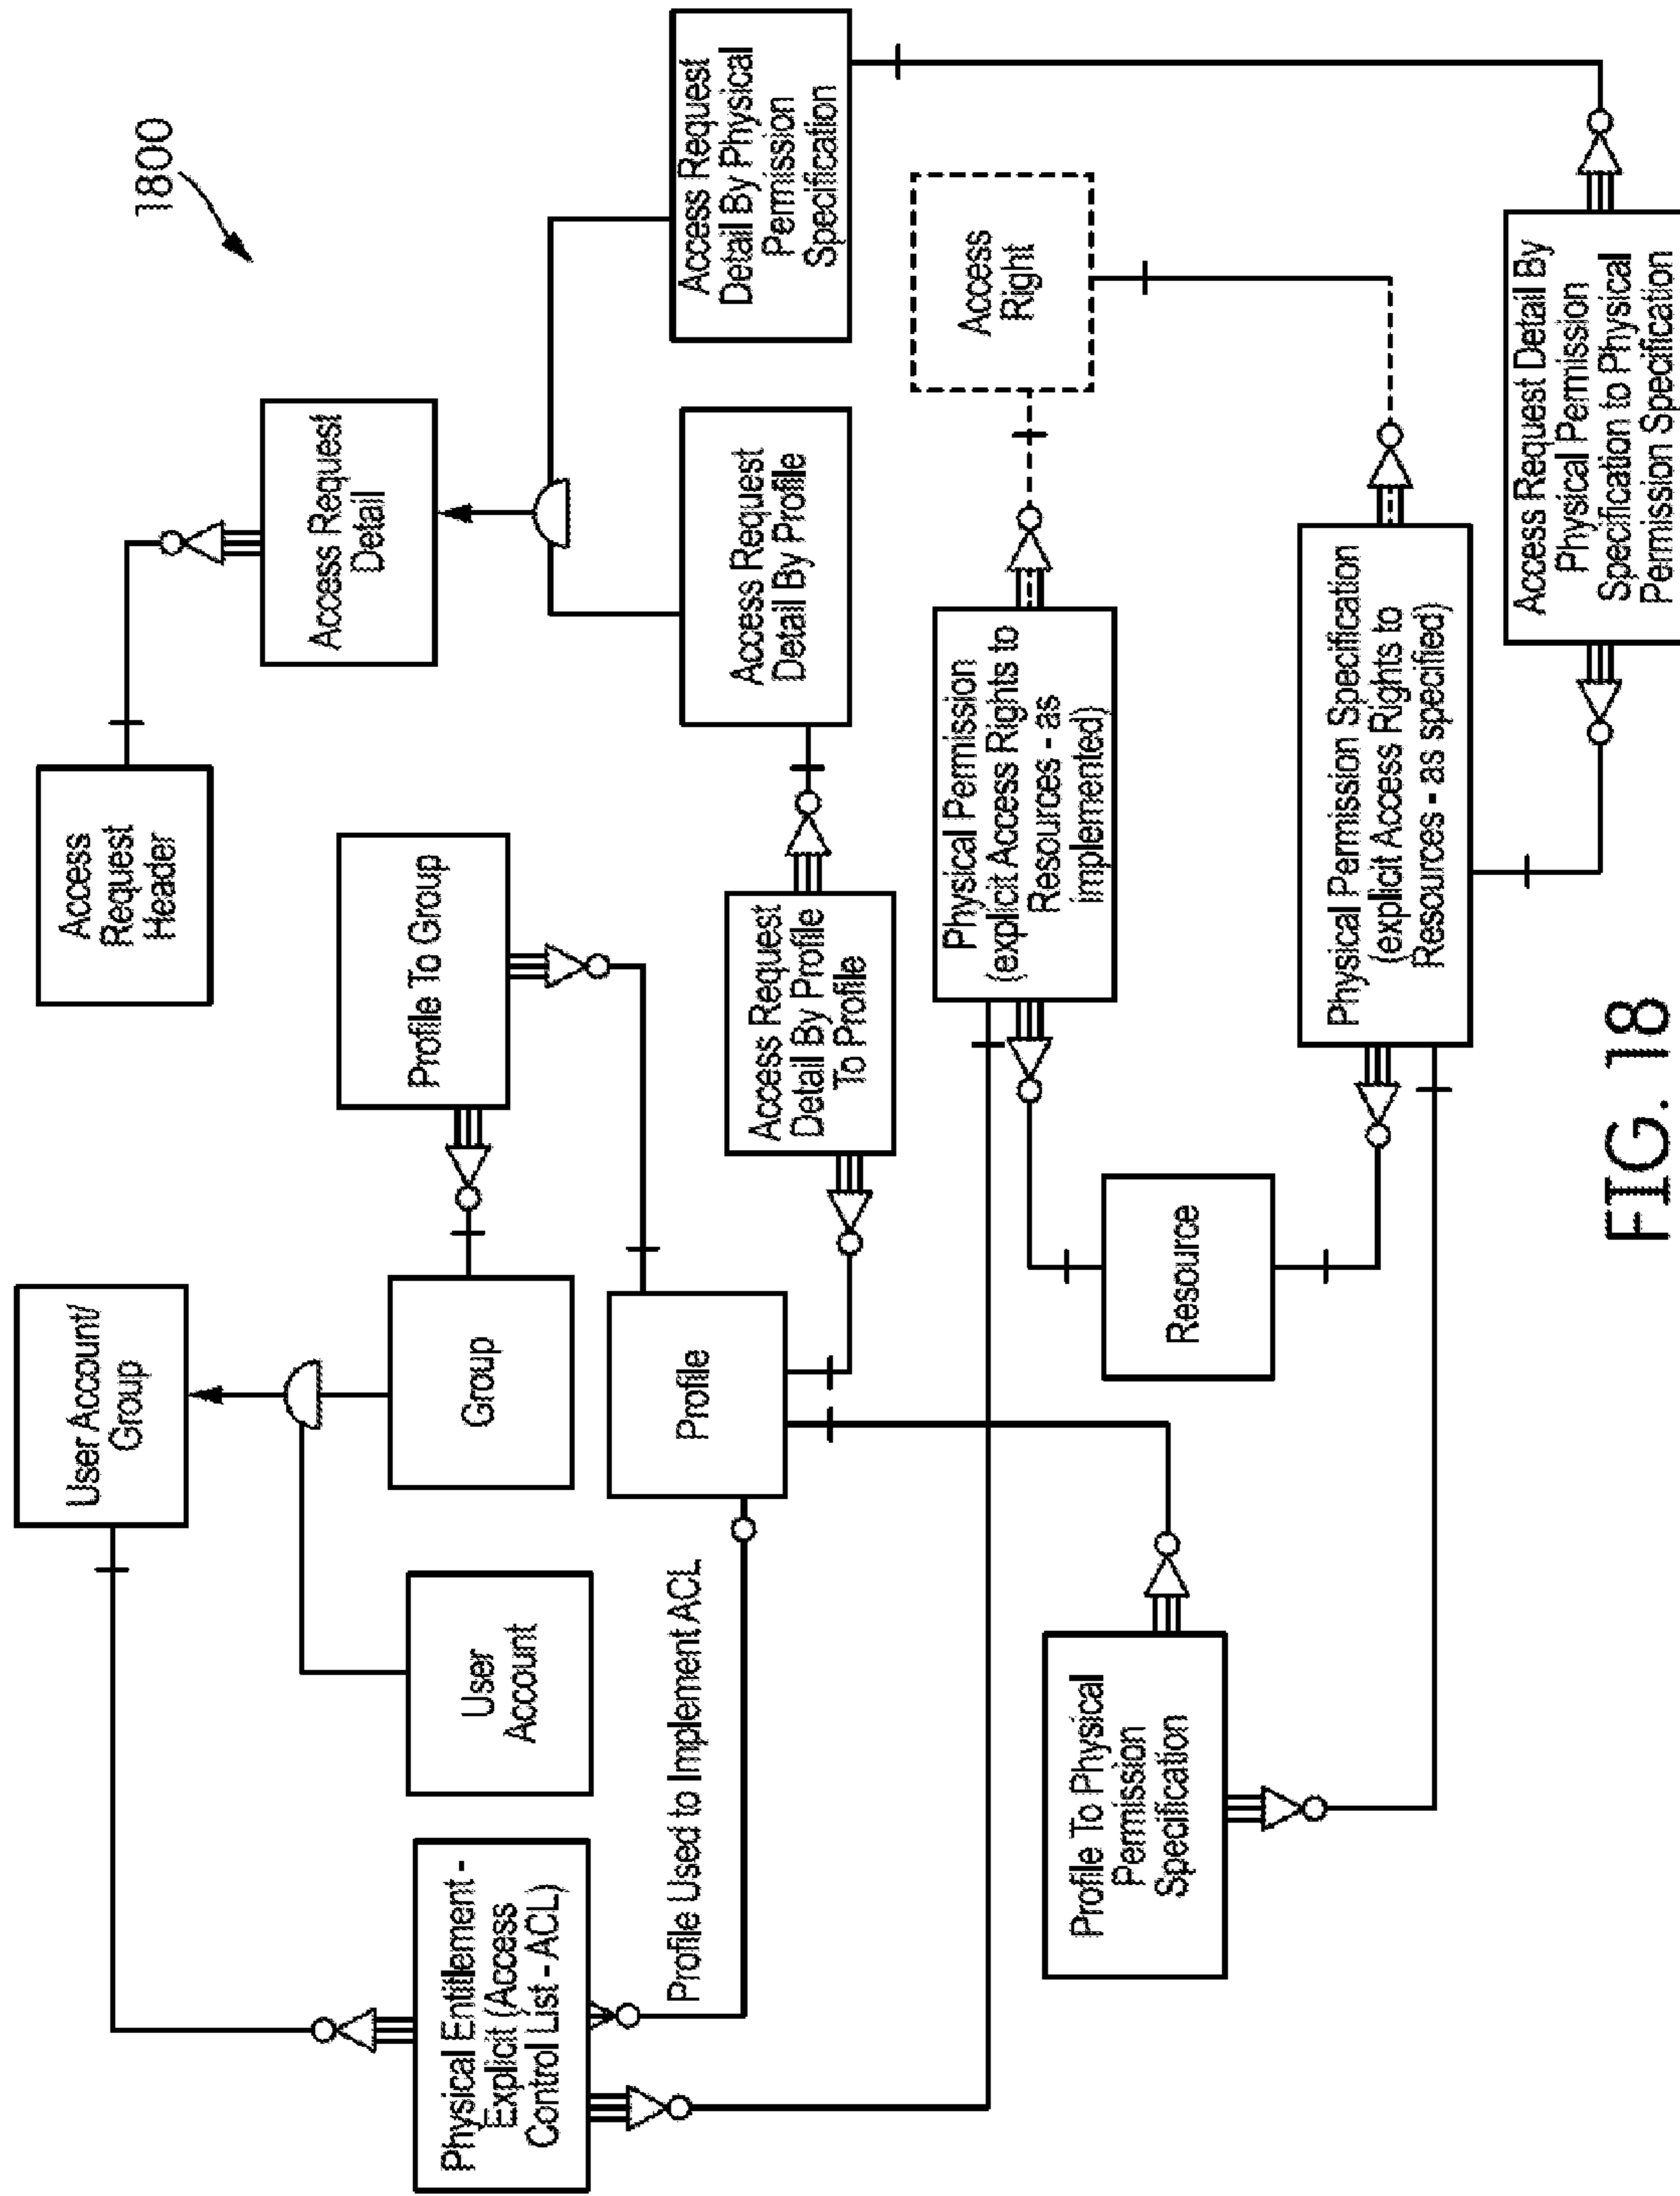 1800
User Account/
Group
Access
Request
Header
Access Request
Detail
Physical Entitlement -
Explicit (Access
Control List - ACL)
User
Account
Group
Profile To Group
Profile Used to Implement ACL
Profile
Access Request
Detail By Profile
To Profile
Access Request
Detail By Profile
Access Request
Detail By Physical
Permission
Specification
Physical Permission
(explicit Access Rights to
Resources - as
implemented)
Access
Right
Profile To Physical
Permission
Specification
Resource
Physical Permission Specification
(explicit Access Rights to
Resources - as specified)
Access Request Detail By
Physical Permission
Specification to Physical
Permission Specification
FIG. 18